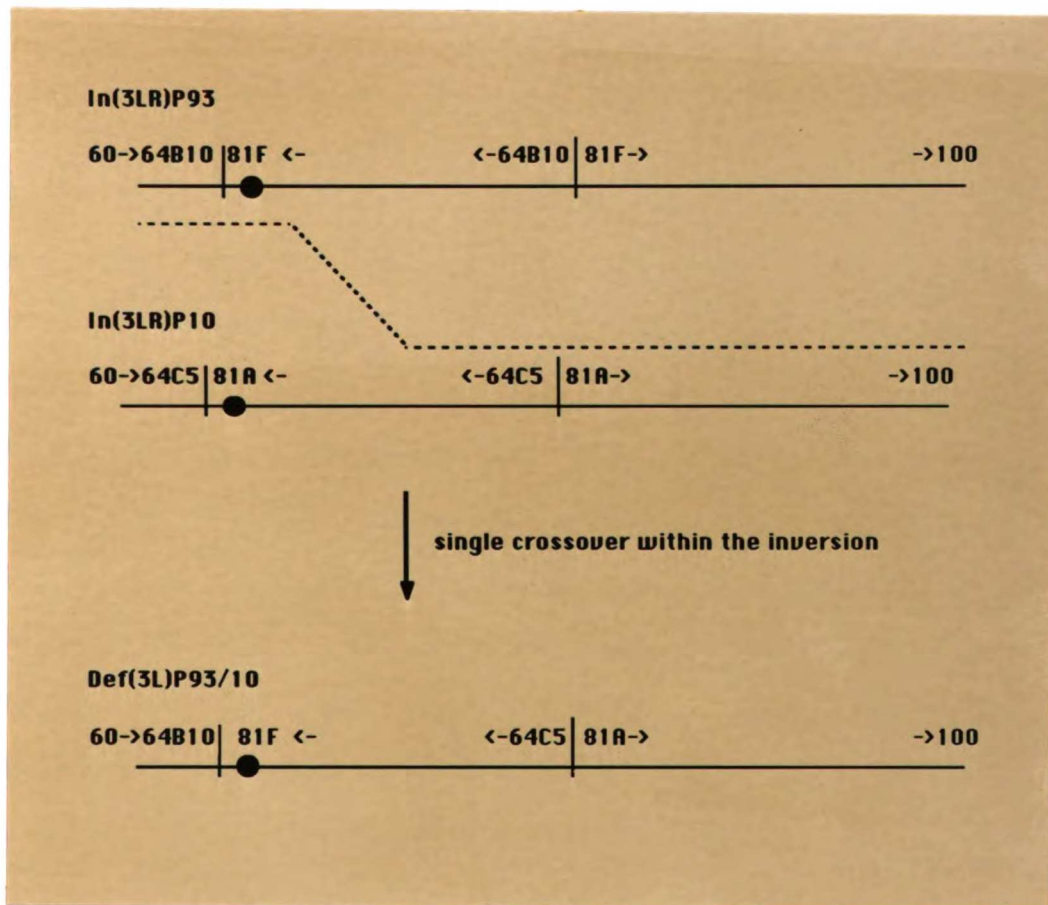 In(3LR)P93
60->64B10|81F <- <-64B10|81F-> ->100
In(3LR)P10
60->64C5|81A <- <-64C5|81A-> ->100
single crossover within the inversion
Def(3L)P93/10
60->64B10| 81F <- <-64C5|81A-> ->100